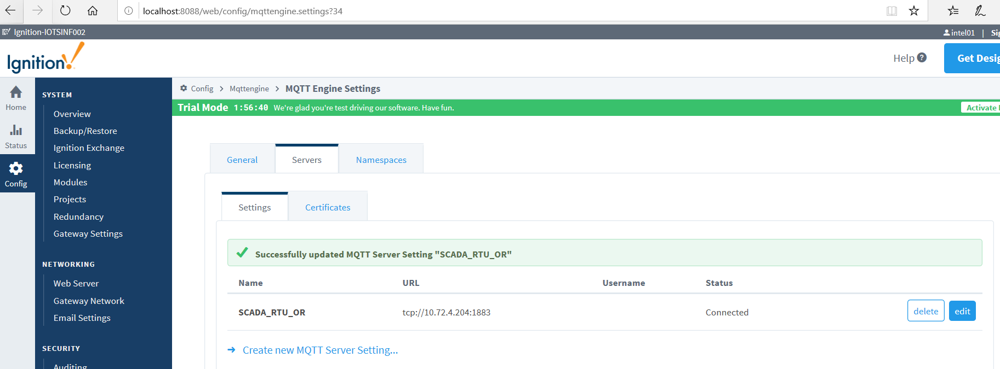 localhost:8088/web/config/mqttengine.settings?34
Ignition-IOTSINF002
intel01 | Sig
Ignition!
Help ?
Get Desig
Home
Status
Config
SYSTEM
Overview
Backup/Restore
Ignition Exchange
Licensing
Modules
Projects
Redundancy
Gateway Settings
NETWORKING
Web Server
Gateway Network
Email Settings
SECURITY
Auditing
Config > Mqttengine > MQTT Engine Settings
Trial Mode 1:56:40 We're glad you're test driving our software. Have fun.
Activate
General Servers Namespaces
Settings Certificates
Successfully updated MQTT Server Setting "SCADA_RTU_OR"
Name URL Username Status
SCADA_RTU_OR tcp://10.72.4.204:1883 Connected delete edit
Create new MQTT Server Setting...